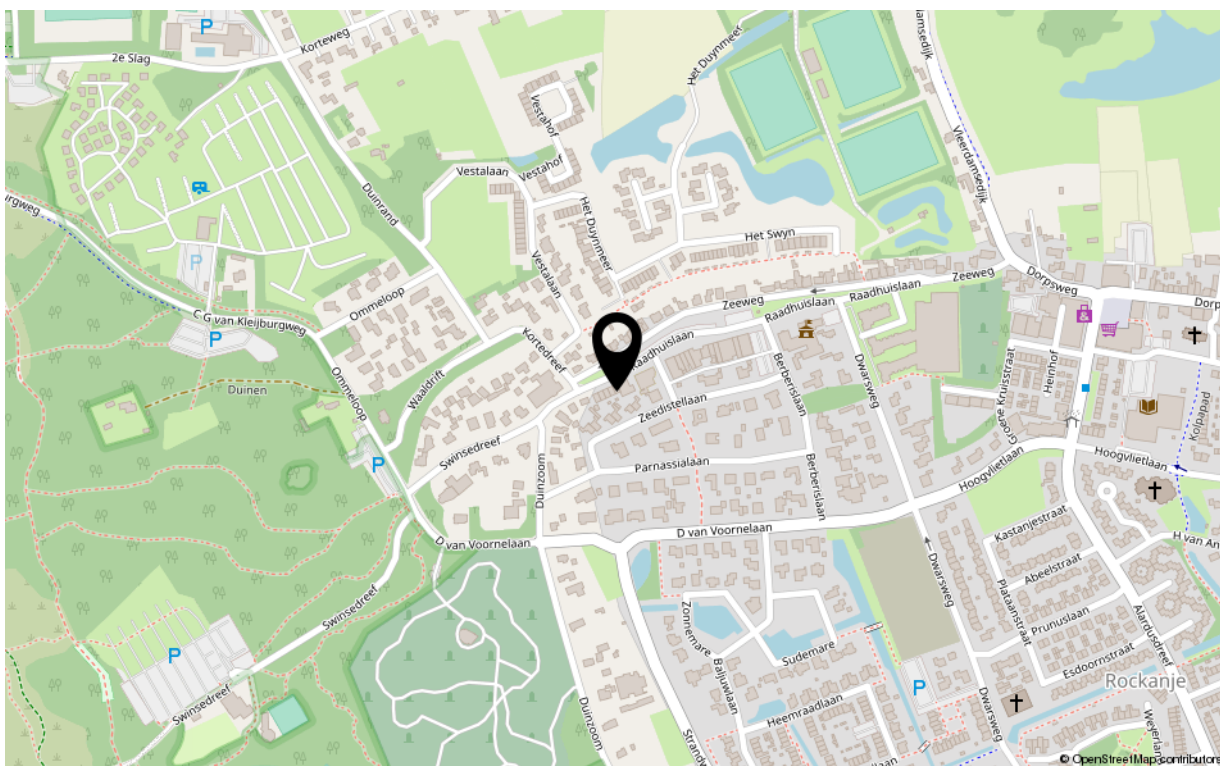 P
Korteweg
2e Slag
Het Duynmeer
Vestahof
Vestalaan
Vestahof
Vleerdamsedijk
Duinrand
Het Duynmeer
Het Swyn
Vestalaan
Zeeweg
Dorpsweg
Raadhuislaan
Zeeweg
Raadhuislaan
Ommeloop
C G van Kleijburgweg
P
P
Kortedreef
Raadhuislaan
Berberislaan
Dwarsweg
Groene Kruisstraat
Heinhof
Kolpapad
Duinen
Ommeloop
Waaldrift
Zeedistellaan
Swinsedreef
Duinzoom
Parnassialaan
Berberislaan
Hoogvlietlaan
Hoogvlietlaan
P
D van Voornelaan
D van Voornelaan
Kastanjestraat
Abeelstraat
Dwarsweg
Plataanstraat
Prunuslaan
Alardusdreef
Esdoornstraat
Swinsedreef
Zonnemare
Sudemare
Baljuwlaan
Heemraadlaan
P
P
Swinsedreef
Duinzoom
Dwarsweg
Rockanje
© OpenStreetMap contributors